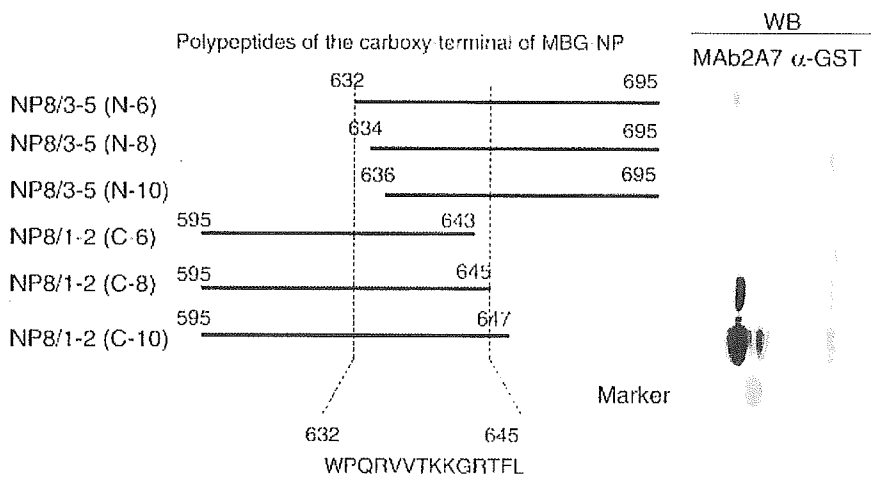 WB
Polypeptides of the carboxy-terminal of MBG-NP
MAb2A7 α-GST
632 695
NP8/3-5 (N-6)
634 695
NP8/3-5 (N-8)
636 695
NP8/3-5 (N-10)
595 643
NP8/1-2 (C-6)
595 645
NP8/1-2 (C-8)
595 647
NP8/1-2 (C-10)
Marker
632 645
WPQRVVTKKGRTFL